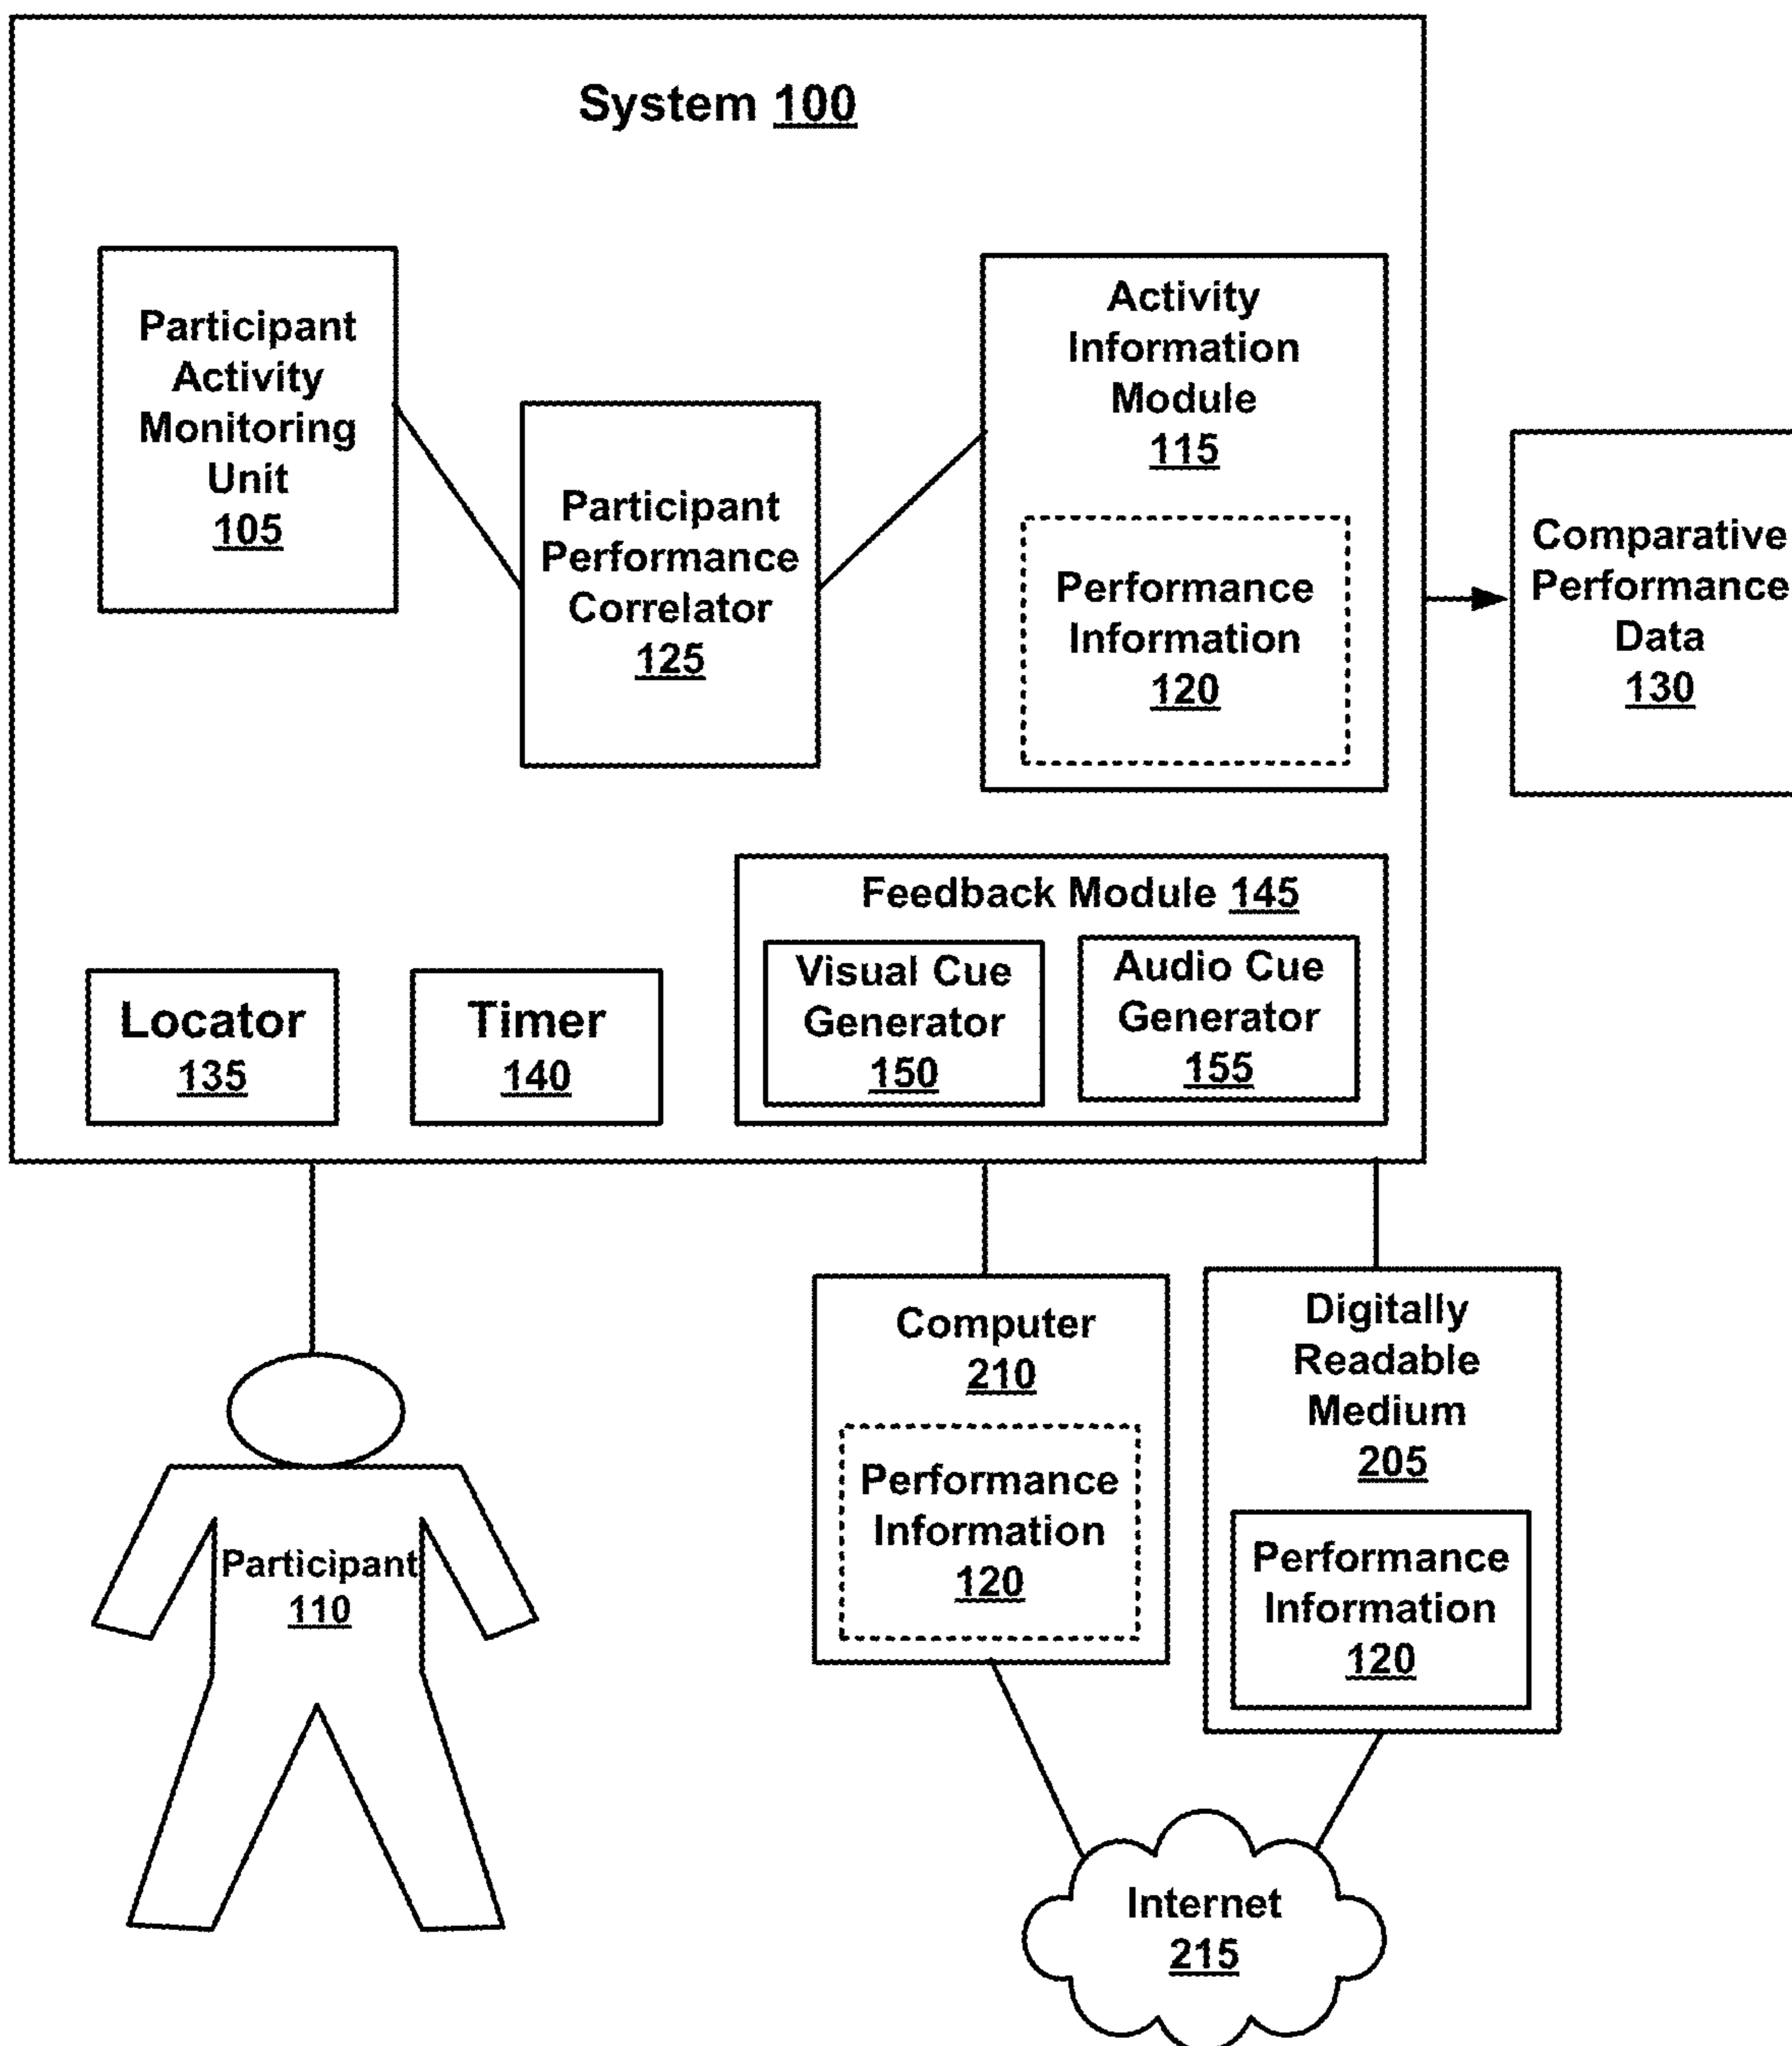 System 100
Participant
Activity
Monitoring
Unit
105
Participant
Performance
Correlator
125
Activity
Information
Module
115
Performance
Information
120
Comparative
Performance
Data
130
Locator
135
Timer
140
Feedback Module 145
Visual Cue
Generator
150
Audio Cue
Generator
155
Participant
110
Computer
210
Performance
Information
120
Digitally
Readable
Medium
205
Performance
Information
120
Internet
215